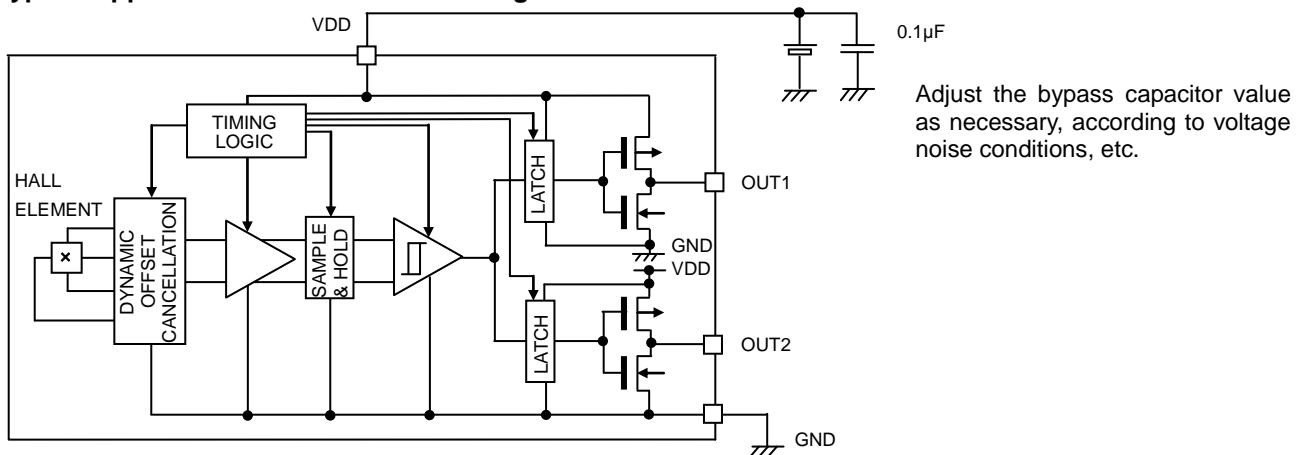 VDD
0.1µF
Adjust the bypass capacitor value
as necessary, according to voltage
noise conditions, etc.
TIMING
LOGIC
HALL
ELEMENT
DYNAMIC
OFFSET
CANCELLATION
SAMPLE
& HOLD
LATCH
OUT1
GND
VDD
LATCH
OUT2
GND